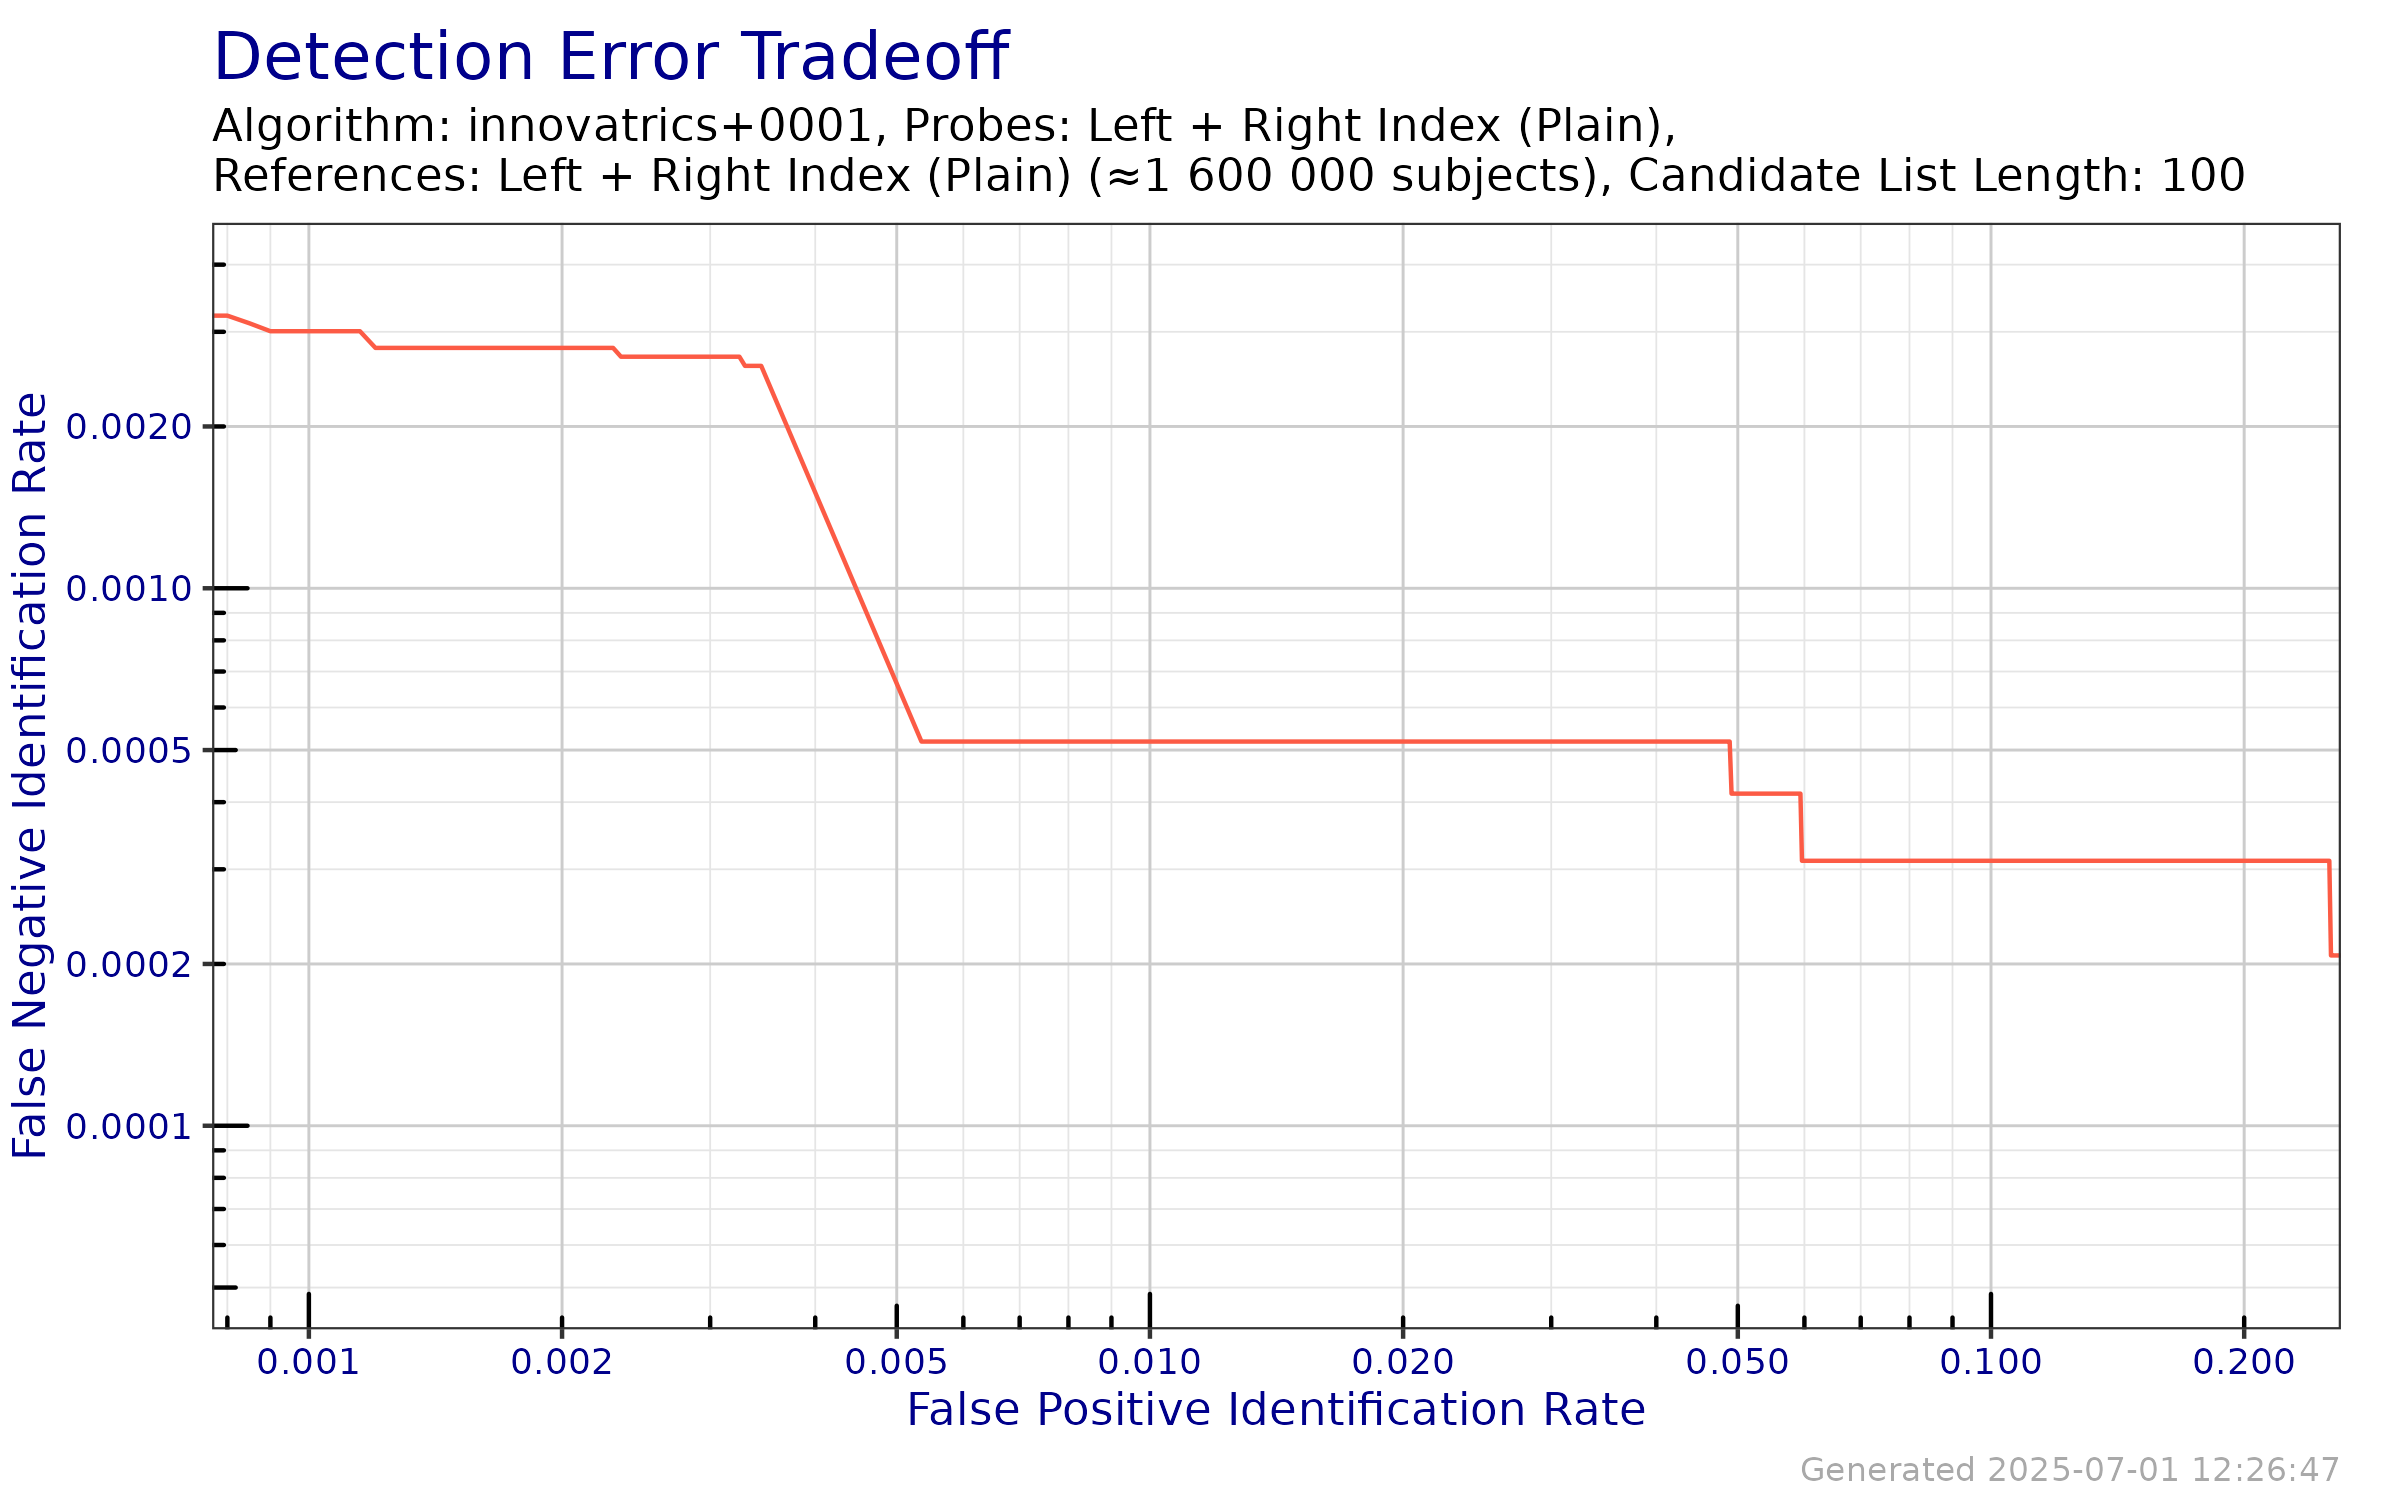 Detection Error Tradeoff
Algorithm: innovatrics+0001, Probes: Left + Right Index (Plain),
References: Left + Right Index (Plain) (≈1 600 000 subjects), Candidate List Length: 100
False Negative Identification Rate
0.0020
0.0010
0.0005
0.0002
0.0001
0.001 0.002 0.005 0.010 0.020 0.050 0.100 0.200
False Positive Identification Rate
Generated 2025-07-01 12:26:47